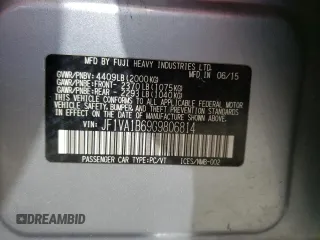 MFD BY FUJI HEAVY INDUSTRIES LTD. IN 06/15
GVWR/PNBV: 4409LB(2000KG)
GAWR/PNBE:FRONT- 2370LB(1075KG)
GAWR/PNBE:REAR - 2293LB(1040KG)
THIS VEHICLE CONFORMS TO ALL APPLICABLE
FEDERAL MOTOR VEHICLE SAFETY, BUMPER,
AND THEFT PREVENTION STANDARDS
IN EFFECT ON THE DATE OF
MANUFACTURE SHOWN ABOVE.
VIN: JF1VA1B69G9806814
PASSENGER CAR TYPE:PC/VT ICES/NMB-002
DREAMBID